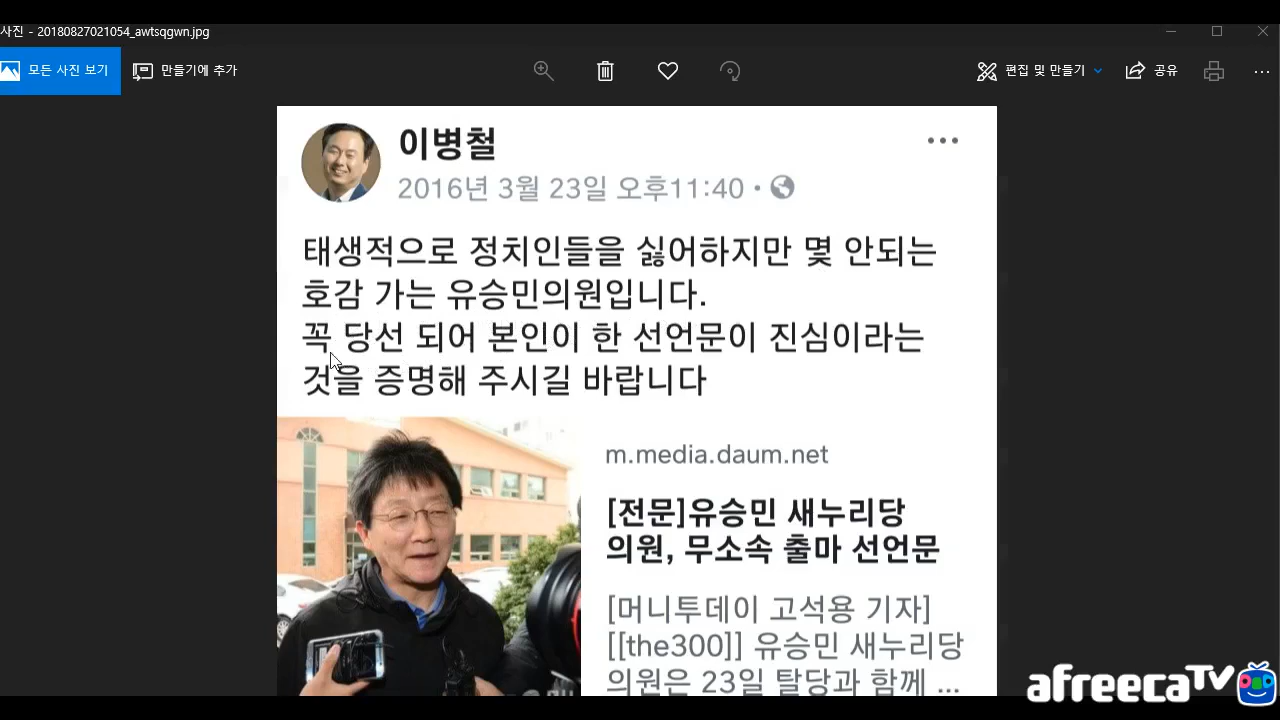 사진 - 20180827021054_awtsqgwn.jpg
모든 사진 보기
만들기에 추가
편집 및 만들기
공유
이병철
2016년 3월 23일 오후11:40
태생적으로 정치인들을 싫어하지만 몇 안되는
호감 가는 유승민의원입니다.
꼭 당선 되어 본인이 한 선언문이 진심이라는
것을 증명해 주시길 바랍니다
m.media.daum.net
[전문]유승민 새누리당
의원, 무소속 출마 선언문
[머니투데이 고석용 기자]
[[the300]] 유승민 새누리당
의원은 23일 탈당과 함께 ...
afreecaTV